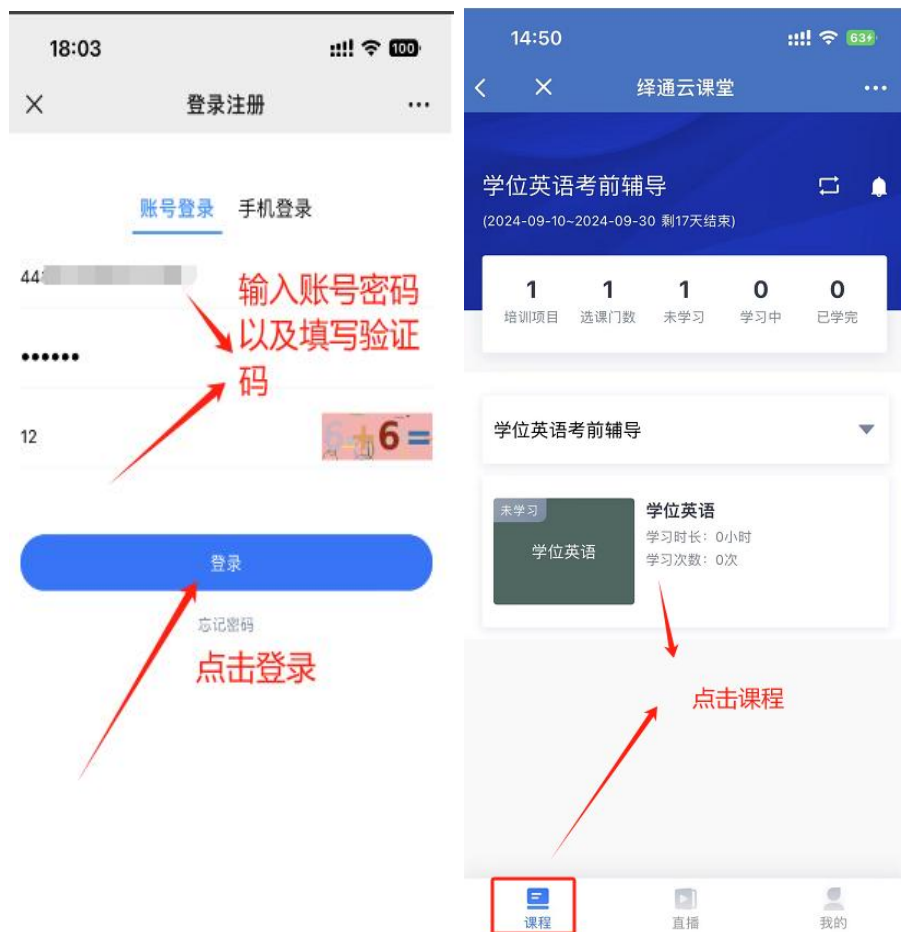 18:03
100
登录注册
账号登录 手机登录
44
输入账号密码
以及填写验证
码
••••••
12
6+6=
登录
忘记密码
点击登录
14:50
63
绎通云课堂
学位英语考前辅导
(2024-09-10~2024-09-30 剩17天结束)
1 1 1 0 0
培训项目 选课门数 未学习 学习中 已学完
学位英语考前辅导
未学习
学位英语
学位英语
学习时长：0小时
学习次数：0次
点击课程
课程 直播 我的